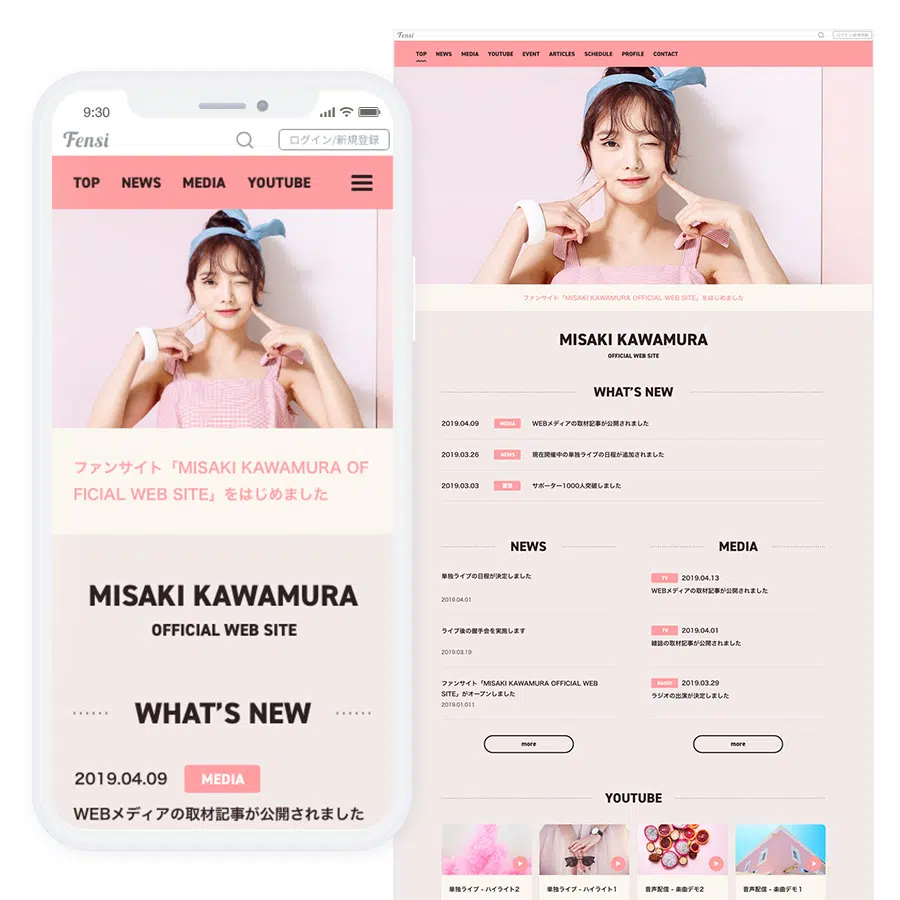 9:30
Fensi
ログイン/新規登録
TOP NEWS MEDIA YOUTUBE
ファンサイト「MISAKI KAWAMURA OF
FICIAL WEB SITE」をはじめました
MISAKI KAWAMURA
OFFICIAL WEB SITE
WHAT'S NEW
2019.04.09 MEDIA
WEBメディアの取材記事が公開されました
Fensi
ログイン/新規登録
TOP NEWS MEDIA YOUTUBE EVENT ARTICLES SCHEDULE PROFILE CONTACT
ファンサイト「MISAKI KAWAMURA OFFICIAL WEB SITE」をはじめました
MISAKI KAWAMURA
OFFICIAL WEB SITE
WHAT'S NEW
2019.04.09 MEDIA WEBメディアの取材記事が公開されました
2019.03.26 NEWS 現在開催中の単独ライブの日程が追加されました
2019.03.03 サポーター1000人突破しました
NEWS
単独ライブの日程が決定しました
2019.04.01
ライブ後の握手会を実施します
2019.03.19
ファンサイト「MISAKI KAWAMURA OFFICIAL WEB
SITE」がオープンしました
2019.01.011
more
MEDIA
TV 2019.04.13
WEBメディアの取材記事が公開されました
TV 2019.04.01
雑誌の取材記事が公開されました
RADIO 2019.03.29
ラジオの出演が決定しました
more
YOUTUBE
単独ライブ - ハイライト2
単独ライブ - ハイライト1
音声配信 - 楽曲デモ2
音声配信 - 楽曲デモ1